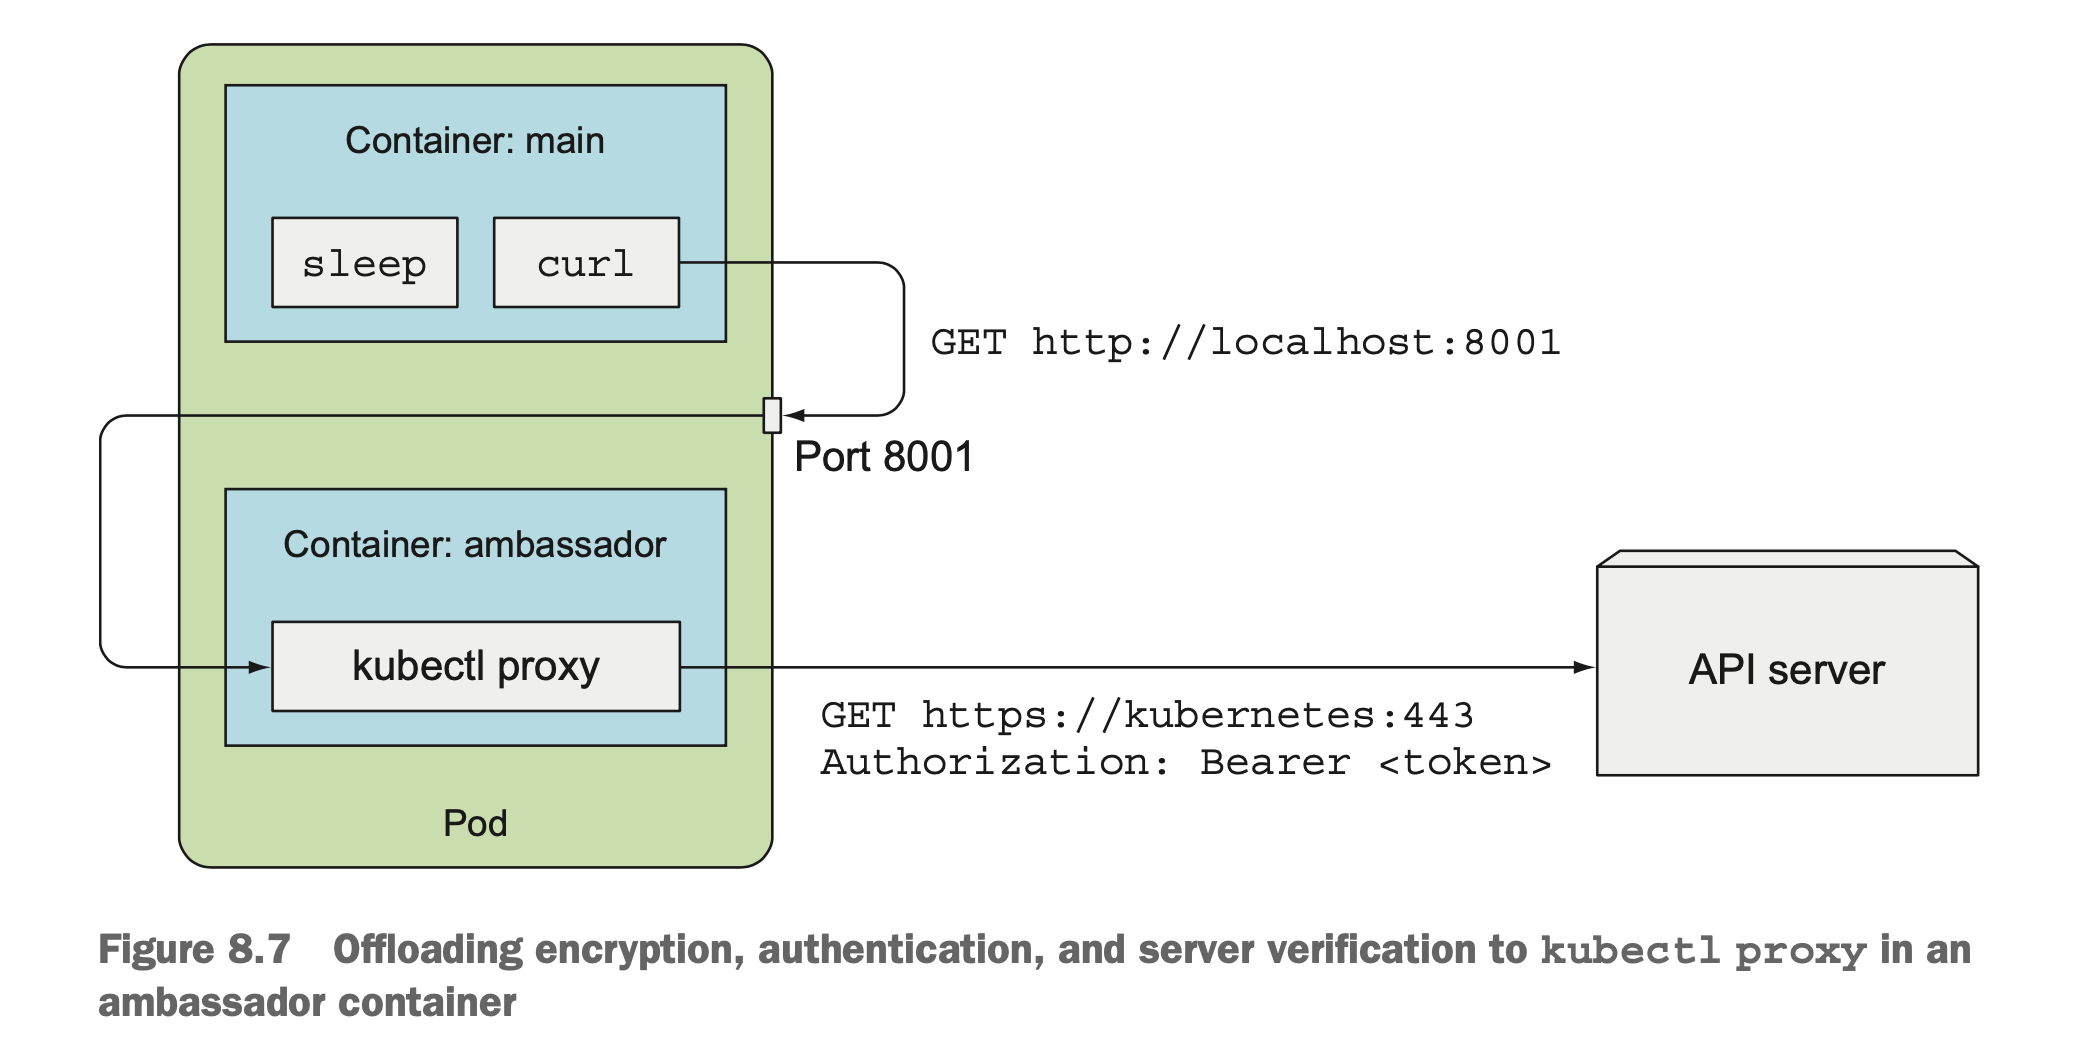 Container: main
sleep
curl
GET http://localhost:8001
Port 8001
Container: ambassador
kubectl proxy
API server
GET https://kubernetes:443
Authorization: Bearer <token>
Pod
Figure 8.7 Offloading encryption, authentication, and server verification to kubectl proxy in an
ambassador container